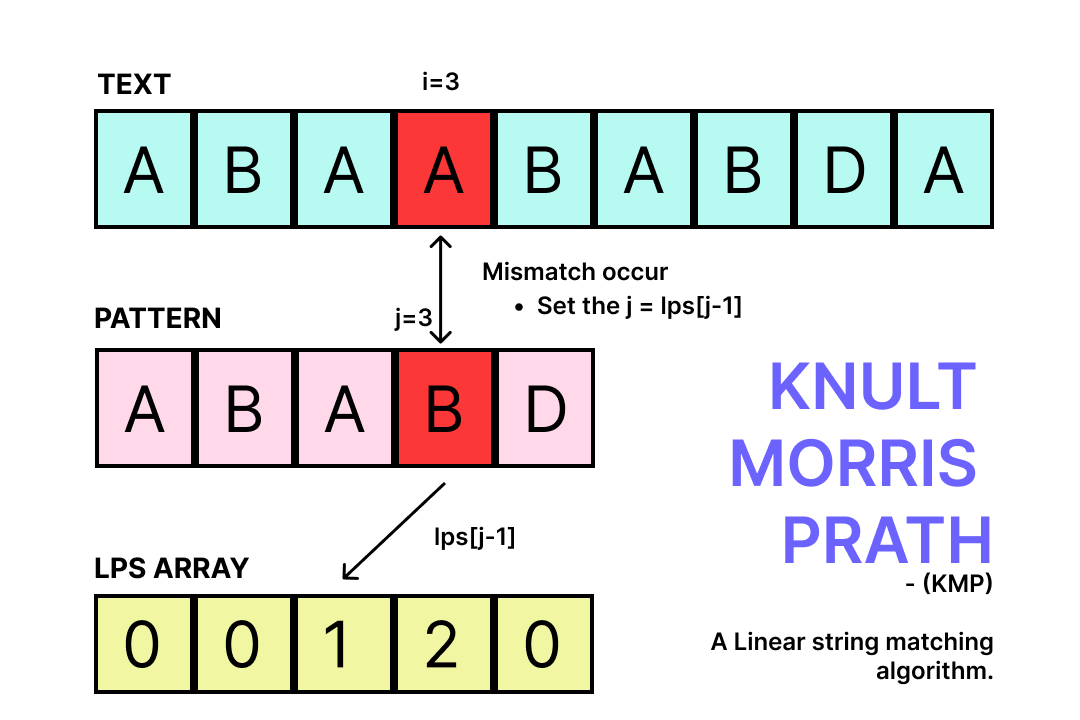 TEXT
i=3
A B A A B A B D A
Mismatch occur
• Set the j = lps[j-1]
PATTERN
j=3
A B A B D
KNULT
MORRIS
PRATH
- (KMP)
lps[j-1]
LPS ARRAY
0 0 1 2 0
A Linear string matching
algorithm.